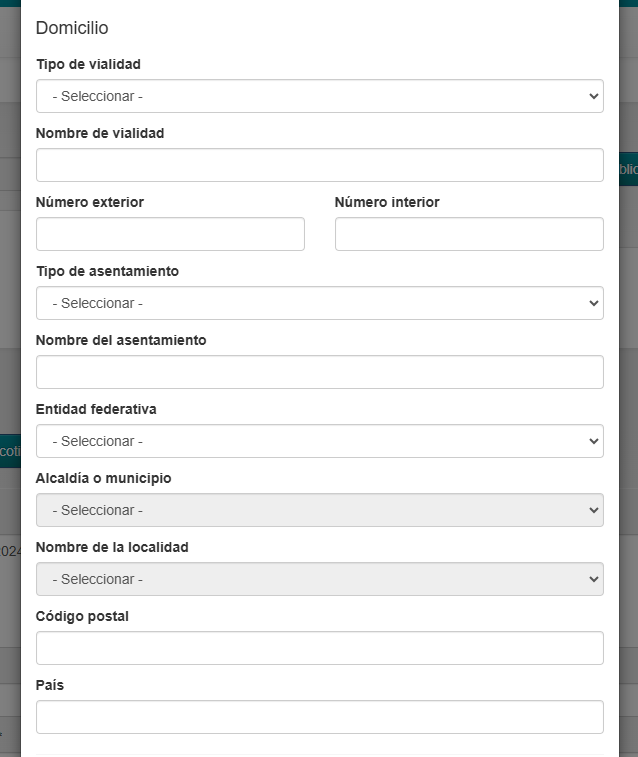 Domicilio
Tipo de vialidad
- Seleccionar -
Nombre de vialidad
Número exterior Número interior
Tipo de asentamiento
- Seleccionar -
Nombre del asentamiento
Entidad federativa
- Seleccionar -
Alcaldía o municipio
- Seleccionar -
Nombre de la localidad
- Seleccionar -
Código postal
País